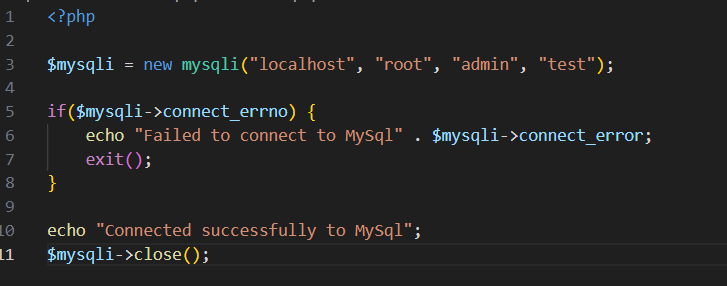 1 <?php
2
3 $mysqli = new mysqli("localhost", "root", "admin", "test");
4
5 if($mysqli->connect_errno) {
6     echo "Failed to connect to MySql" . $mysqli->connect_error;
7     exit();
8 }
9
10 echo "Connected successfully to MySql";
11 $mysqli->close();